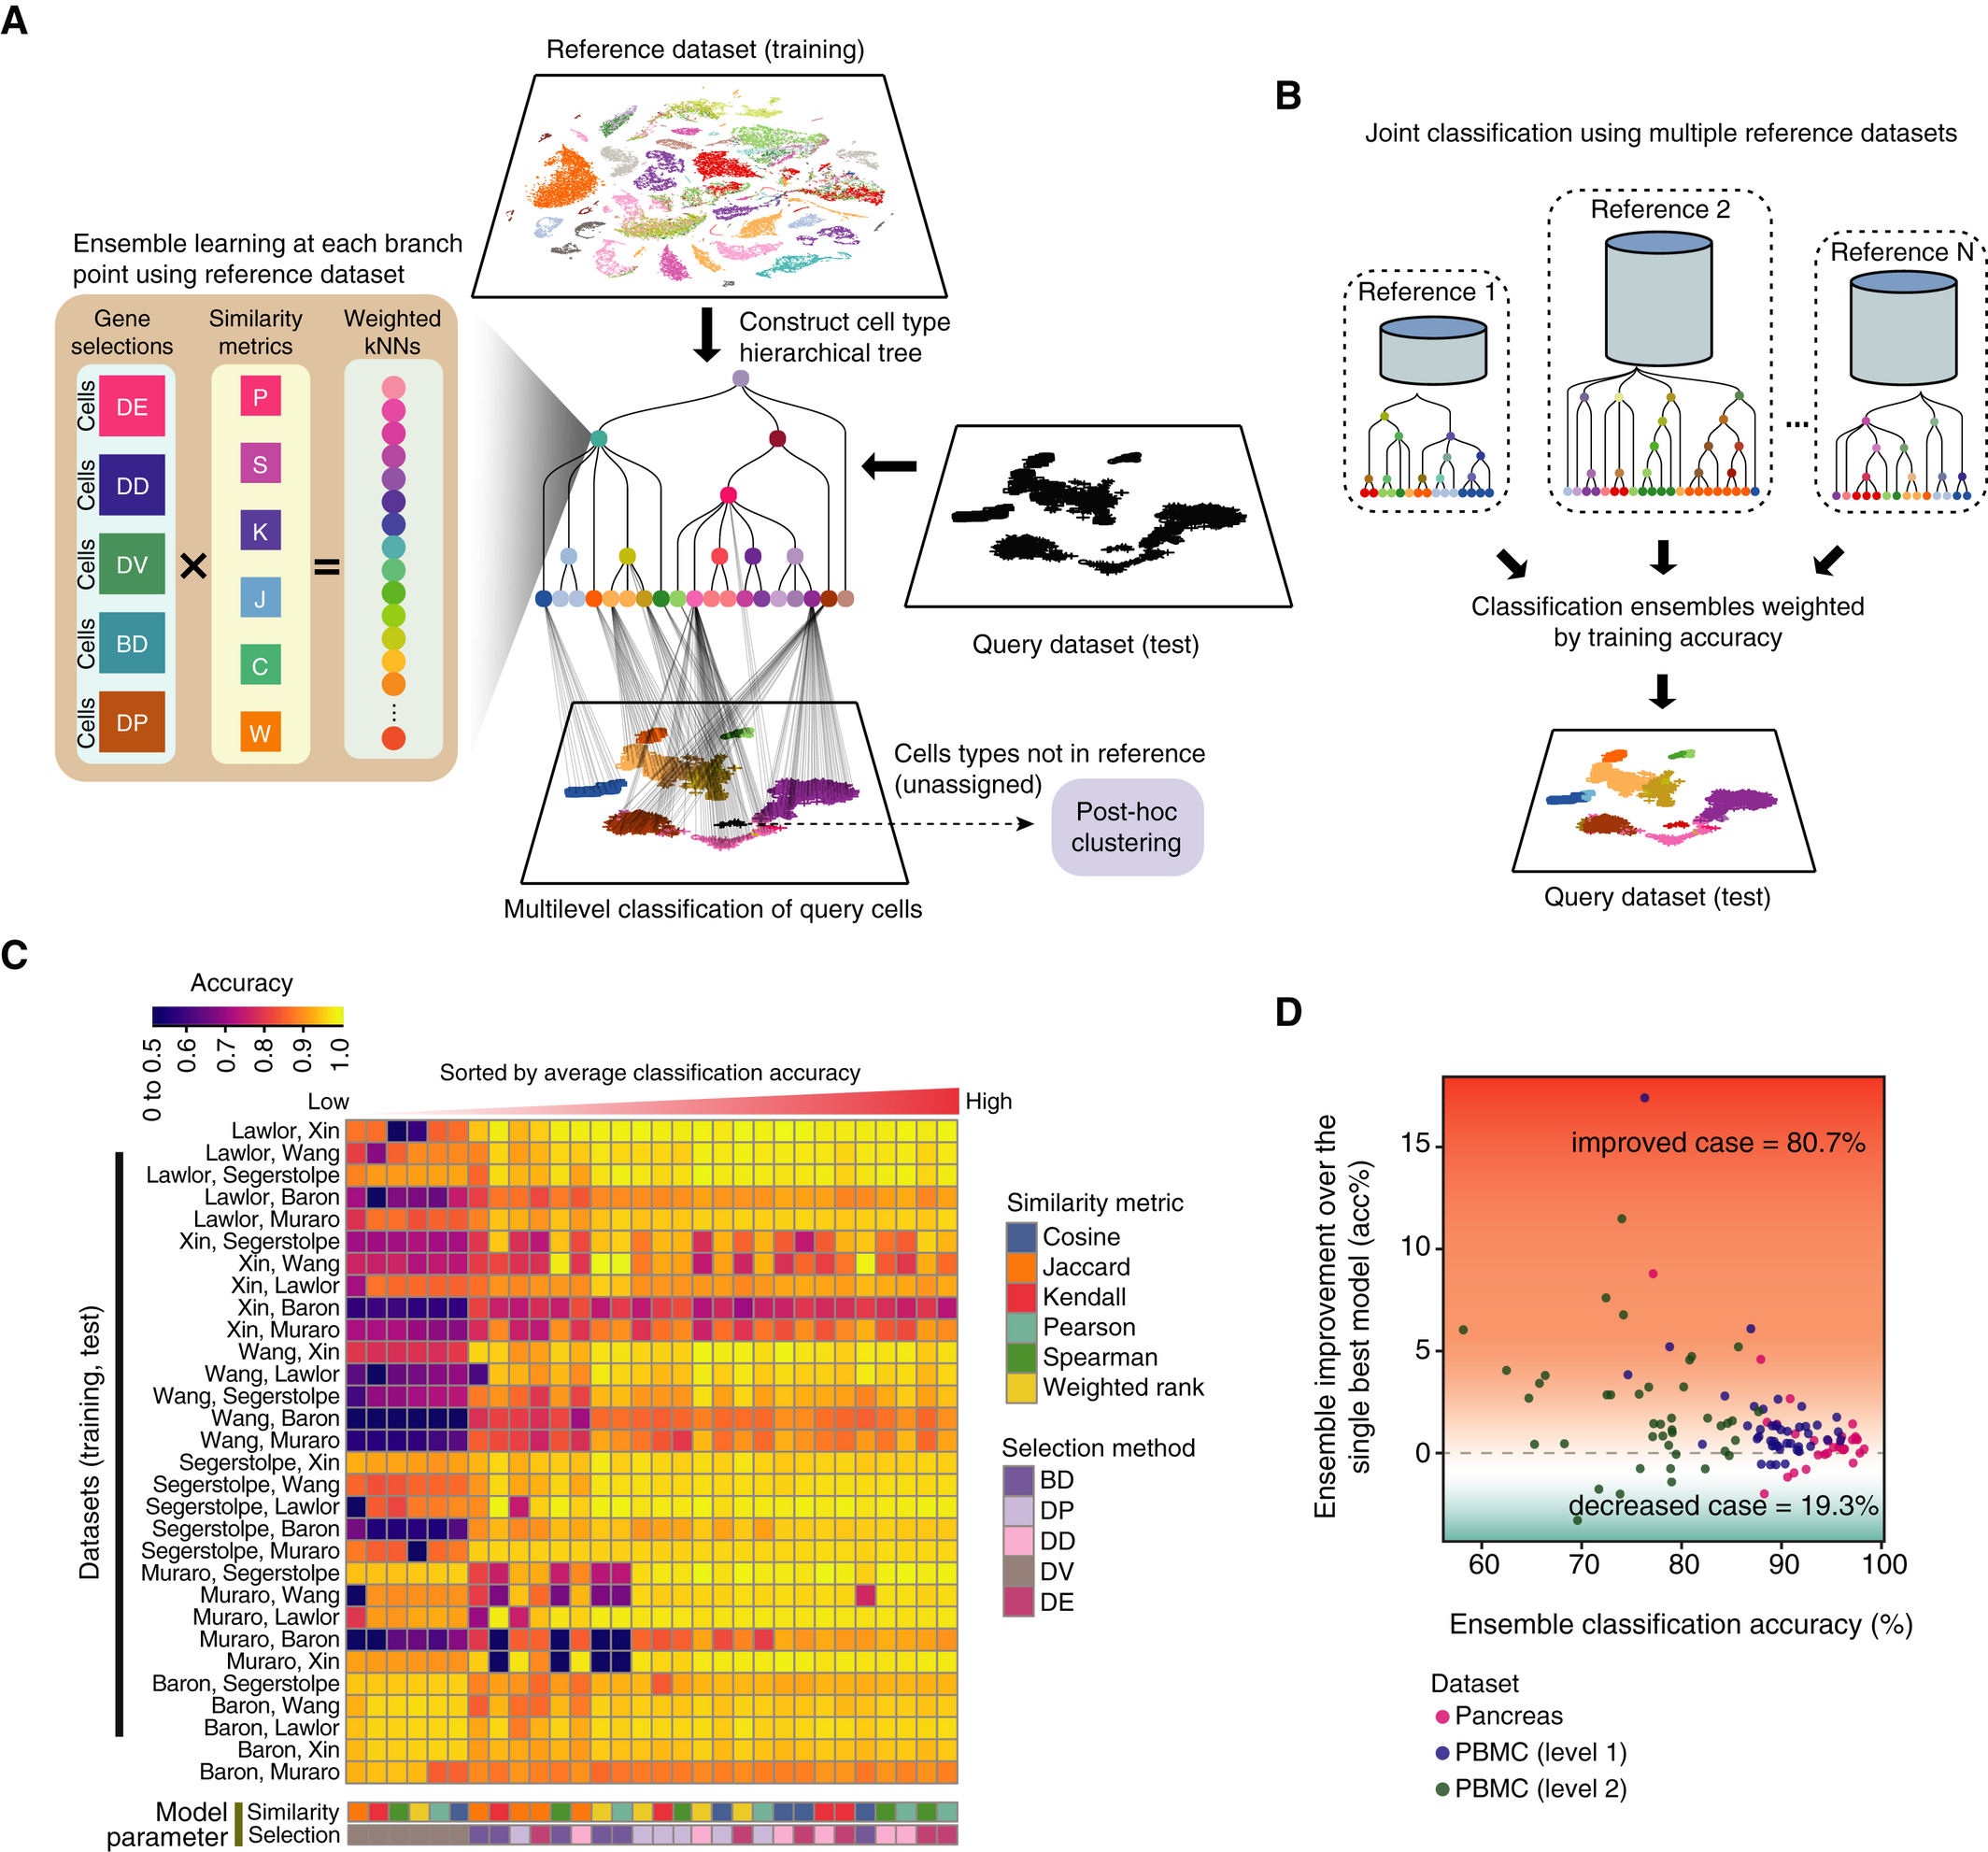 A
Reference dataset (training)
Ensemble learning at each branch
point using reference dataset
Gene
selections
Similarity
metrics
Weighted
kNNs
Cells
DE
Cells
DD
Cells
DV
Cells
BD
Cells
DP
×
P
S
K
J
C
W
=
Construct cell type
hierarchical tree
Query dataset (test)
Cells types not in reference
(unassigned)
Post-hoc
clustering
Multilevel classification of query cells
B
Joint classification using multiple reference datasets
Reference 1
Reference 2
...
Reference N
Classification ensembles weighted
by training accuracy
Query dataset (test)
C
Accuracy
0 to 0.5
0.6
0.7
0.8
0.9
1.0
Sorted by average classification accuracy
Low
High
Datasets (training, test)
Lawlor, Xin
Lawlor, Wang
Lawlor, Segerstolpe
Lawlor, Baron
Lawlor, Muraro
Xin, Segerstolpe
Xin, Wang
Xin, Lawlor
Xin, Baron
Xin, Muraro
Wang, Xin
Wang, Lawlor
Wang, Segerstolpe
Wang, Baron
Wang, Muraro
Segerstolpe, Xin
Segerstolpe, Wang
Segerstolpe, Lawlor
Segerstolpe, Baron
Segerstolpe, Muraro
Muraro, Segerstolpe
Muraro, Wang
Muraro, Lawlor
Muraro, Baron
Muraro, Xin
Baron, Segerstolpe
Baron, Wang
Baron, Lawlor
Baron, Xin
Baron, Muraro
Model
parameter
Similarity
Selection
Similarity metric
Cosine
Jaccard
Kendall
Pearson
Spearman
Weighted rank
Selection method
BD
DP
DD
DV
DE
D
Ensemble improvement over the
single best model (acc%)
15
10
5
0
improved case = 80.7%
decreased case = 19.3%
60
70
80
90
100
Ensemble classification accuracy (%)
Dataset
Pancreas
PBMC (level 1)
PBMC (level 2)